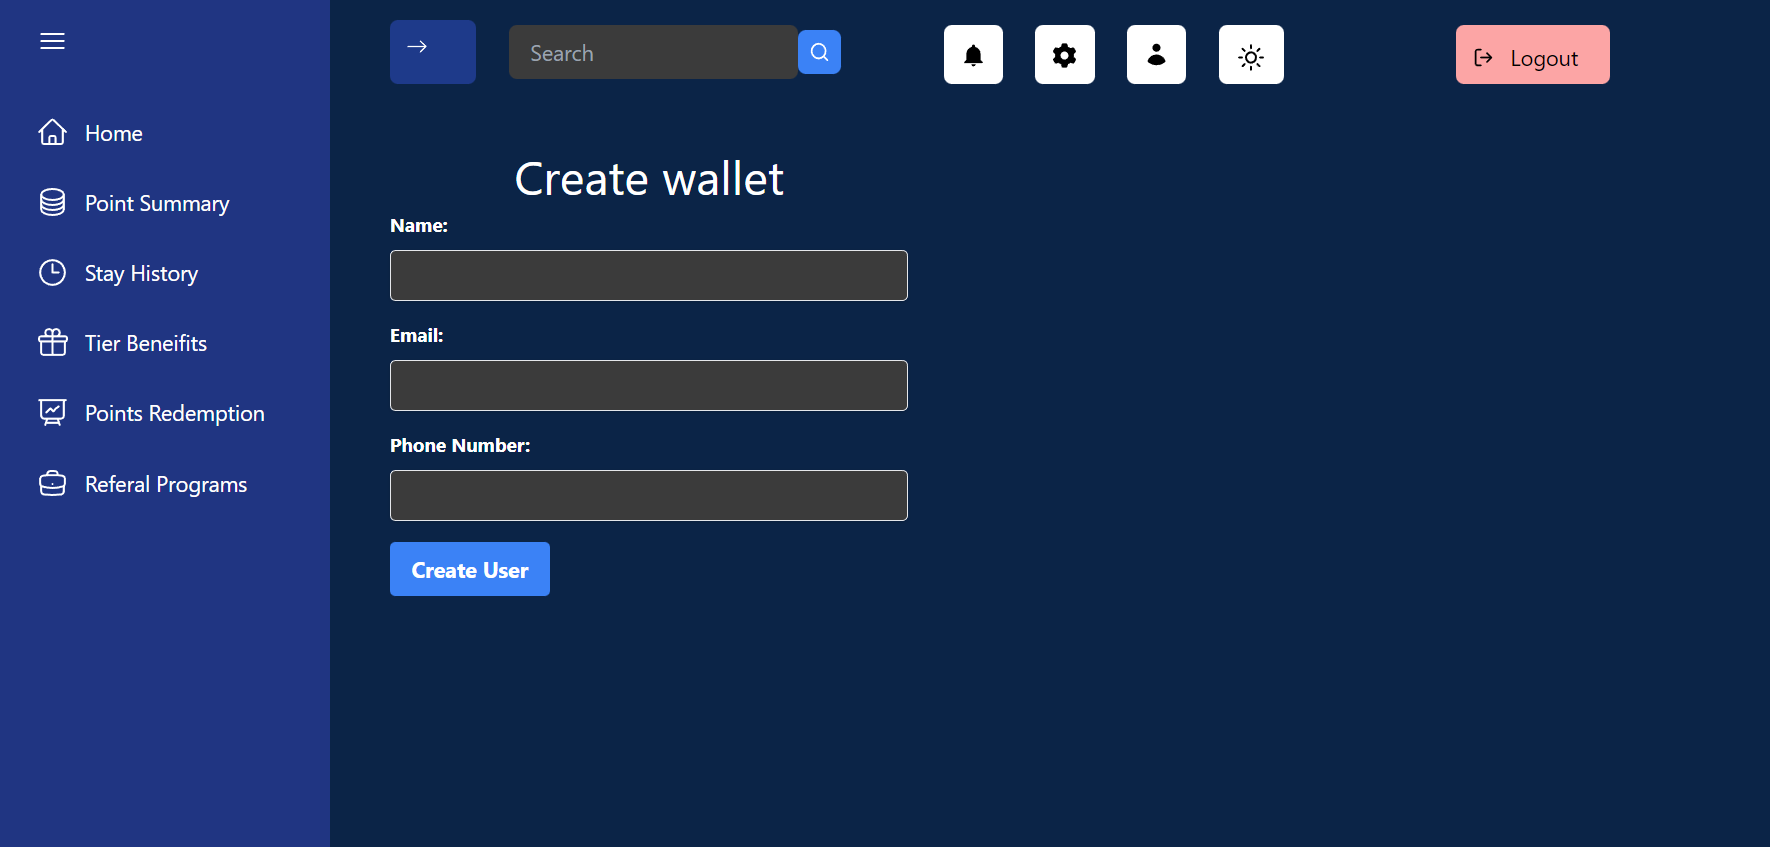 Search
Logout
Home
Point Summary
Stay History
Tier Beneifits
Points Redemption
Referal Programs
Create wallet
Name:
Email:
Phone Number:
Create User